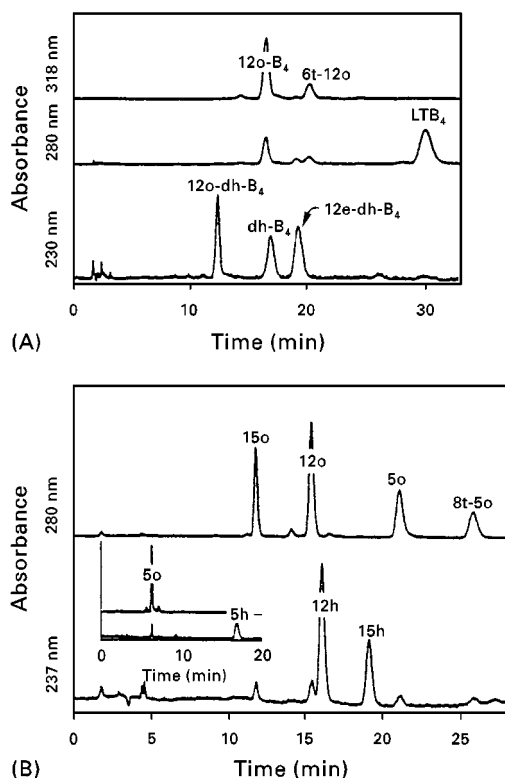 Absorbance
318 nm
280 nm
230 nm
12o-B₄
6t-12o
LTB₄
12o-dh-B₄
dh-B₄
12e-dh-B₄
0 10 20 30
(A) Time (min)
Absorbance
280 nm
237 nm
15o
12o
5o
8t-5o
5o
5h
0 10 20
Time (min)
12h
15h
0 5 10 15 20 25
(B) Time (min)